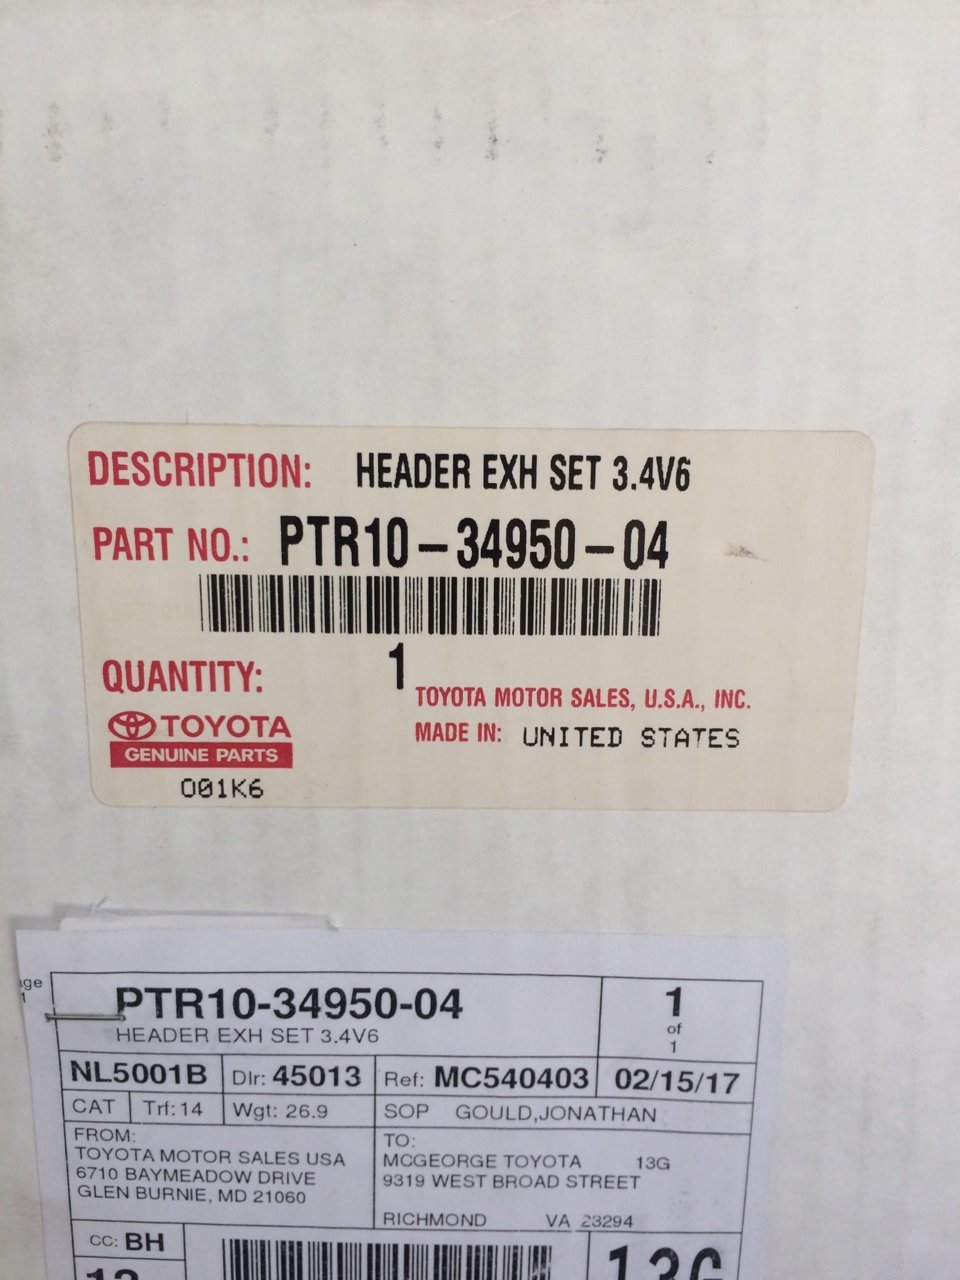 DESCRIPTION: HEADER EXH SET 3.4V6
PART NO.: PTR10-34950-04
QUANTITY: 1
TOYOTA MOTOR SALES, U.S.A., INC.
TOYOTA
MADE IN: UNITED STATES
GENUINE PARTS
001K6
PTR10-34950-04
HEADER EXH SET 3.4V6
1
of
1
NL5001B Dlr: 45013 Ref: MC540403 02/15/17
CAT Trf: 14 Wgt: 26.9 SOP GOULD,JONATHAN
FROM:
TOYOTA MOTOR SALES USA
6710 BAYMEADOW DRIVE
GLEN BURNIE, MD 21060
TO:
MCGEORGE TOYOTA 13G
9319 WEST BROAD STREET
RICHMOND VA 23294
CC: BH
13G